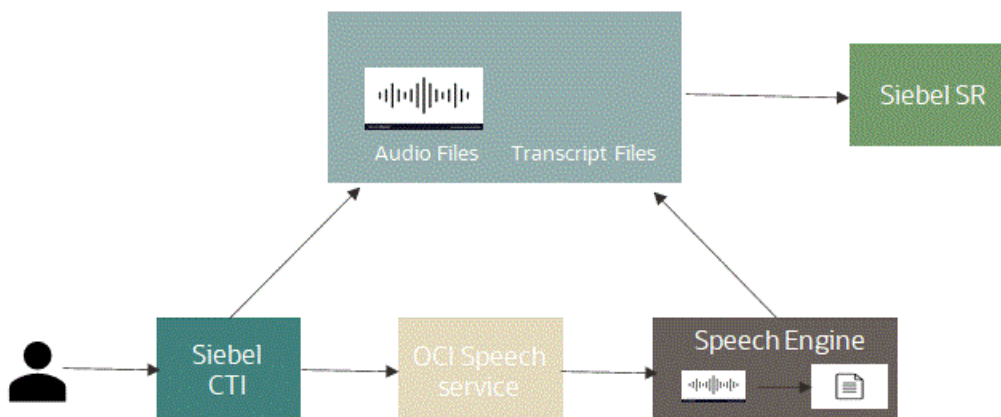 Audio Files
Transcript Files
Siebel SR
Siebel
CTI
OCI Speech
service
Speech Engine